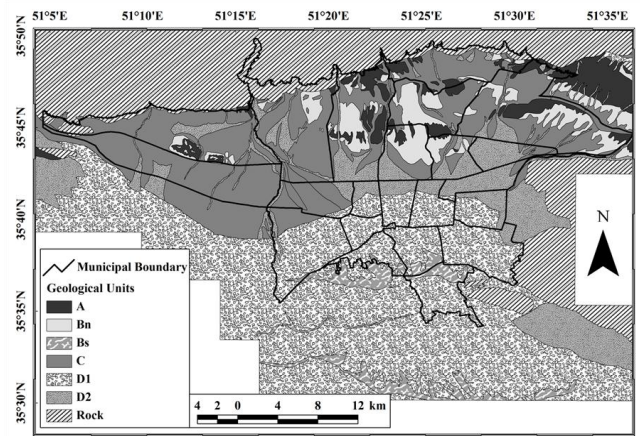 51°5'E 51°10'E 51°15'E 51°20'E 51°25'E 51°30'E 51°35'E
35°50'N
35°45'N
35°40'N
35°35'N
35°30'N
N
Municipal Boundary
Geological Units
A
Bn
Bs
C
D1
D2
Rock
4 2 0 4 8 12 km